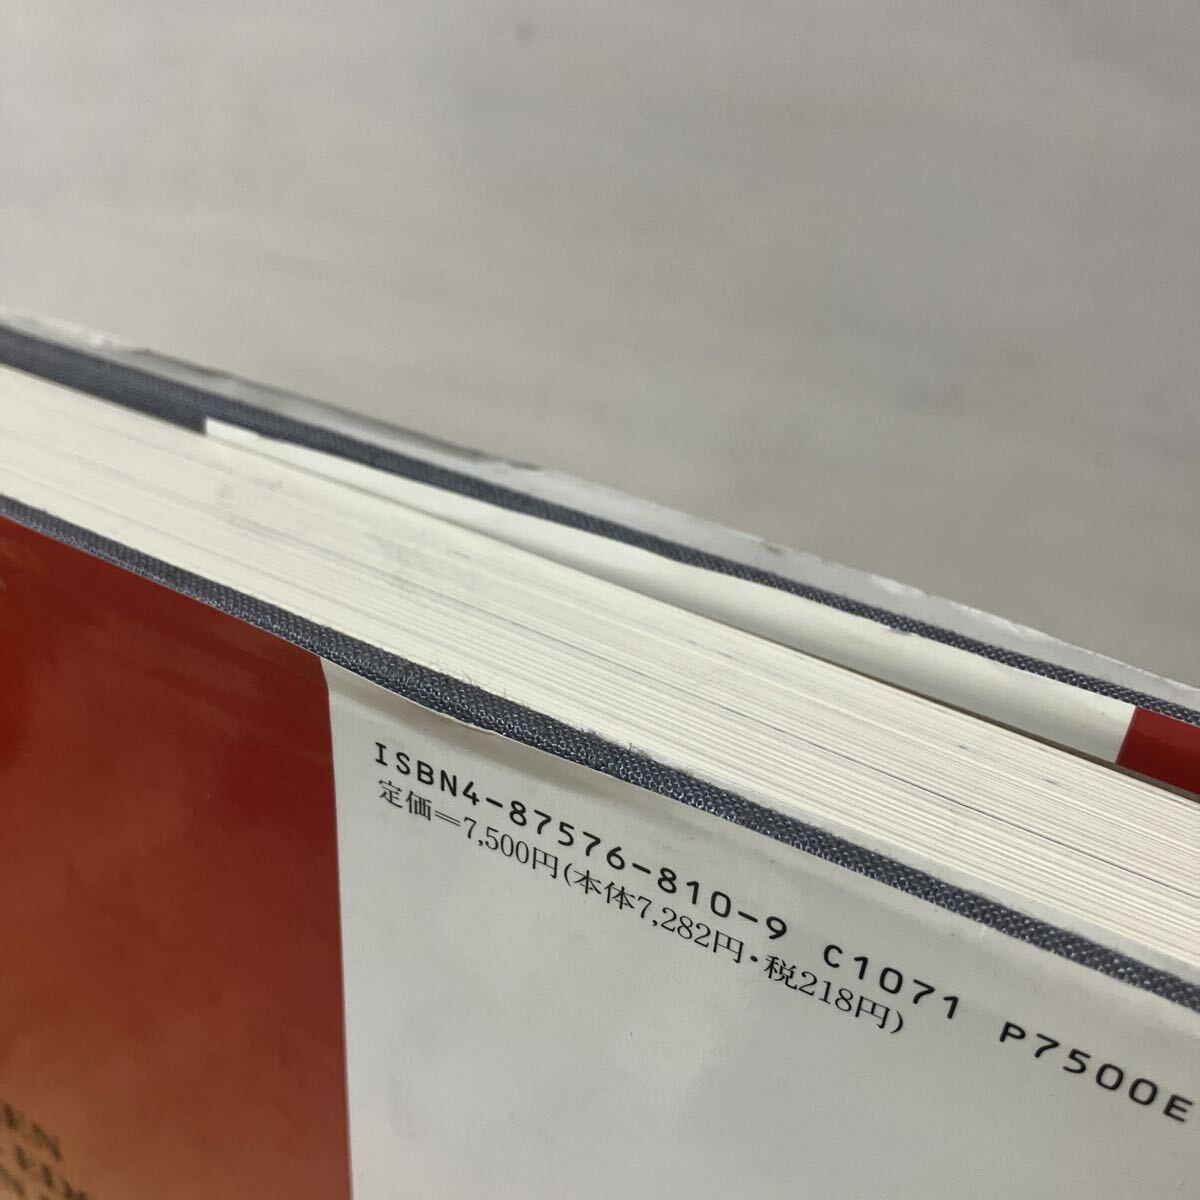 ISBN4-87576-810-9 C1071 P7500E
定価=7,500円(本体7,282円・税218円)